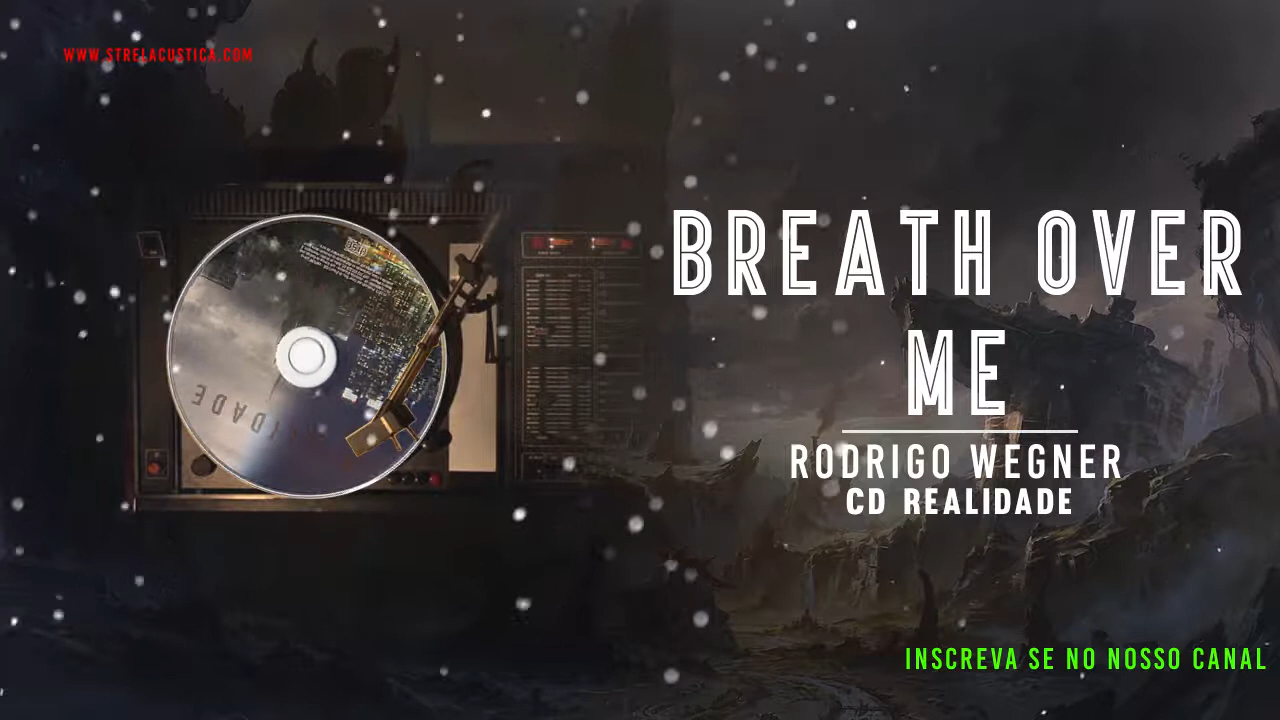 WWW.STRELACUSTICA.COM
BREATH OVER
ME
RODRIGO WEGNER
CD REALIDADE
INSCREVA SE NO NOSSO CANAL